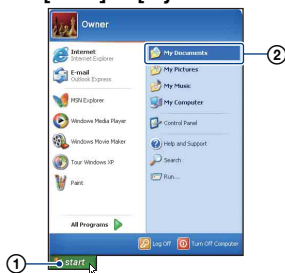 Owner
Internet
Internet Explorer
E-mail
Outlook Express
MSN Explorer
Windows Media Player
Windows Movie Maker
Tour Windows XP
Paint
All Programs
My Documents
My Pictures
My Music
My Computer
Control Panel
Help and Support
Search
Run...
Log Off
Turn Off Computer
start
1
2